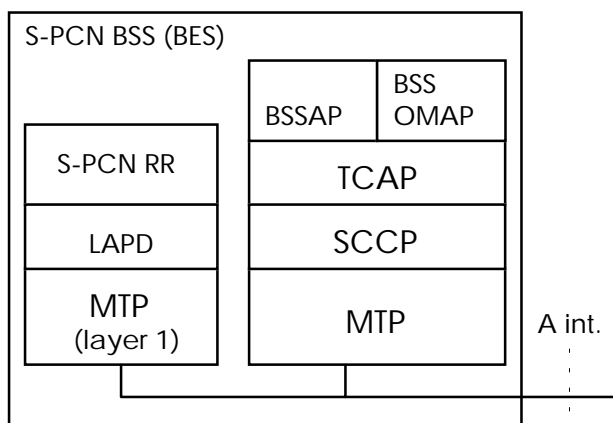 S-PCN BSS (BES)
S-PCN RR
LAPD
MTP
(layer 1)
BSSAP
BSS
OMAP
TCAP
SCCP
MTP
A int.